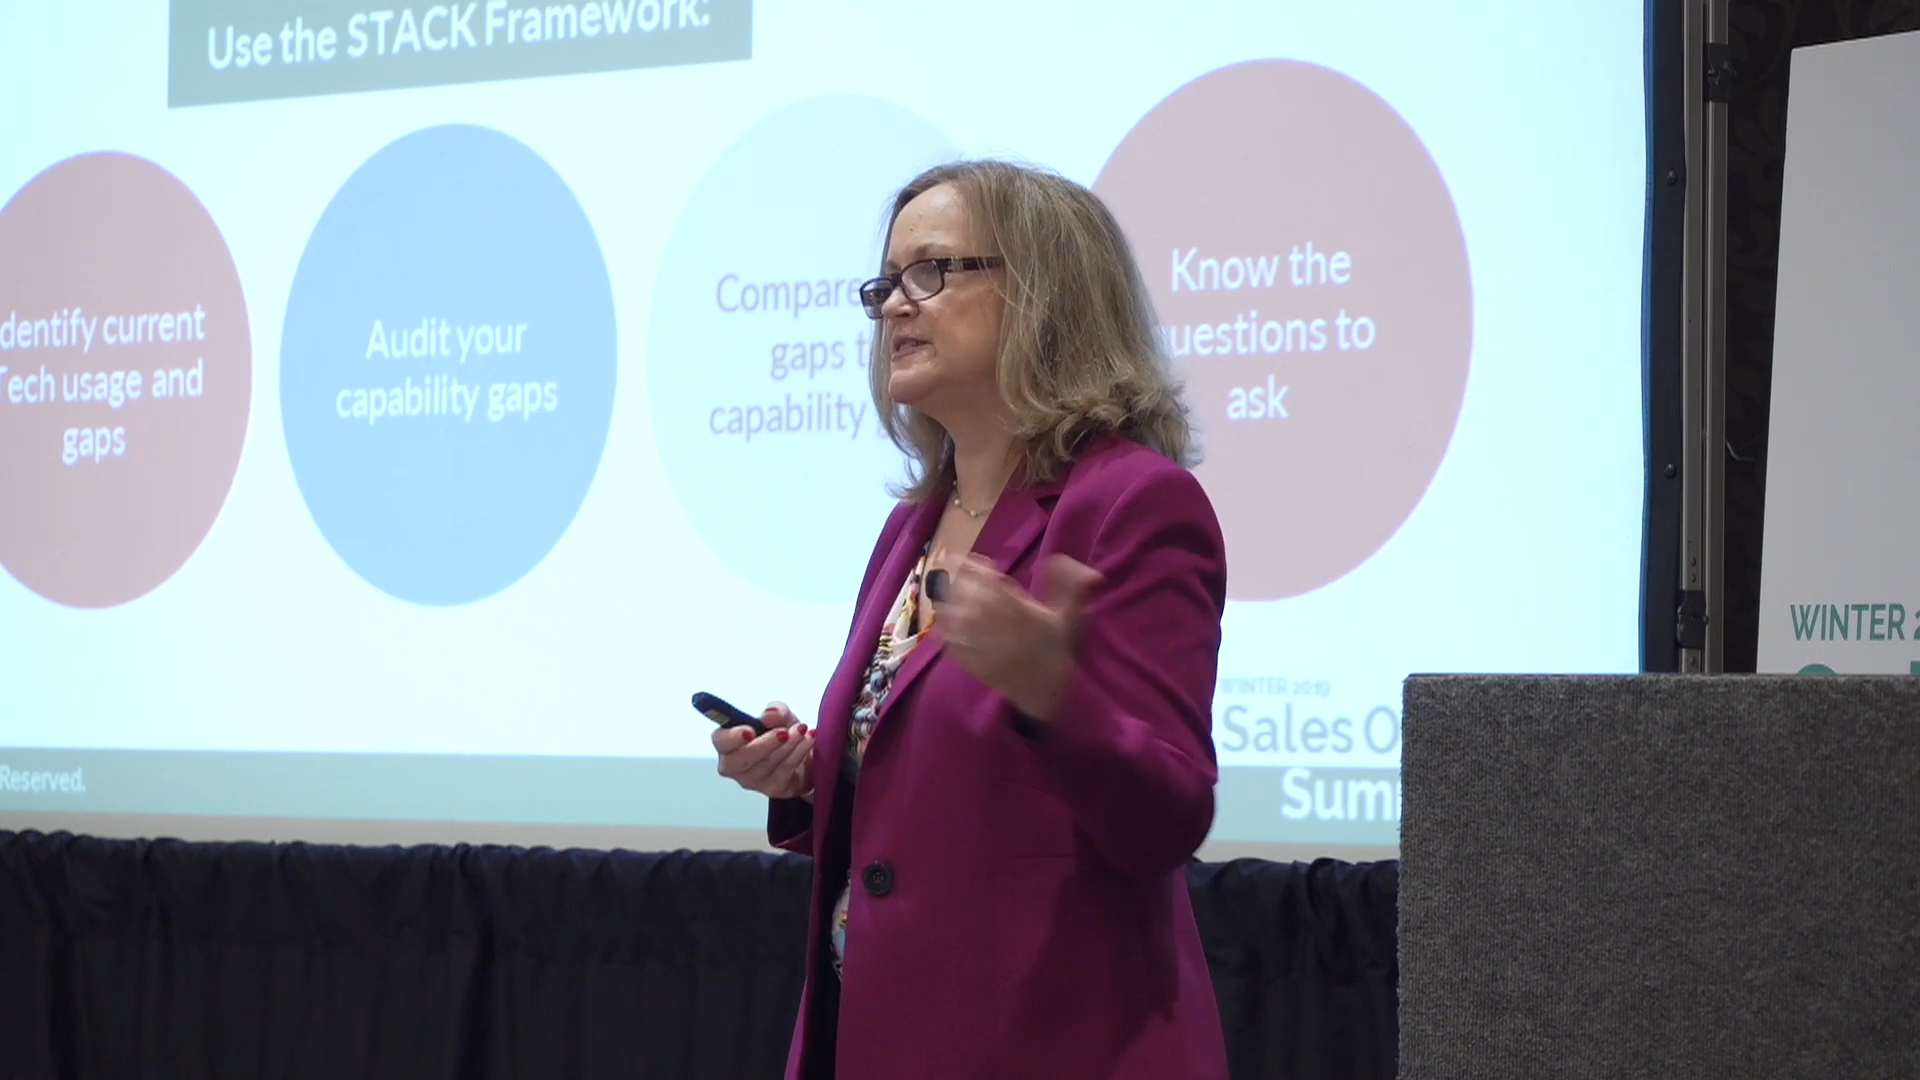 Use the STACK Framework:
dentify current
Tech usage and
gaps
Audit your
capability gaps
Compare
gaps t
capability
Know the
uestions to
ask
WINTER 2019
Sales O
Summ
Reserved.
WINTER 2